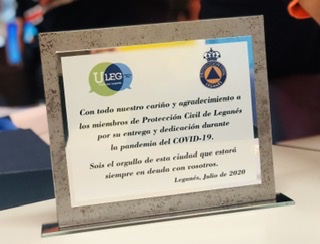 ULEG
Con todo nuestro cariño y agradecimiento a
los miembros de Protección Civil de Leganés
por su entrega y dedicación durante
la pandemia del COVID-19.
Sois el orgullo de esta ciudad que estará
siempre en deuda con vosotros.
Leganés, Julio de 2020